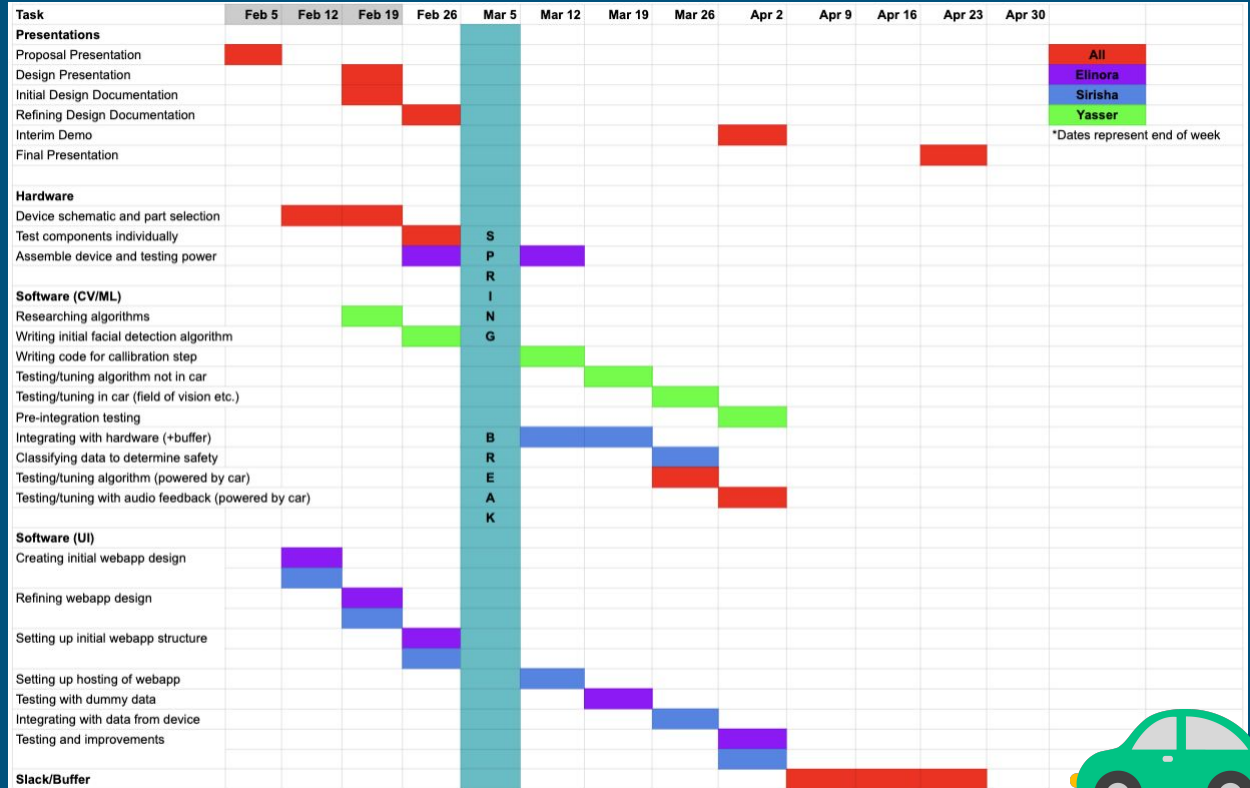 Task Feb 5 Feb 12 Feb 19 Feb 26 Mar 5 Mar 12 Mar 19 Mar 26 Apr 2 Apr 9 Apr 16 Apr 23 Apr 30
Presentations
Proposal Presentation All
Design Presentation Elinora
Initial Design Documentation Sirisha
Refining Design Documentation Yasser
Interim Demo *Dates represent end of week
Final Presentation
Hardware
Device schematic and part selection
Test components individually S
Assemble device and testing power P
R
Software (CV/ML) I
Researching algorithms N
Writing initial facial detection algorithm G
Writing code for callibration step
Testing/tuning algorithm not in car
Testing/tuning in car (field of vision etc.)
Pre-integration testing
Integrating with hardware (+buffer) B
Classifying data to determine safety R
Testing/tuning algorithm (powered by car) E
Testing/tuning with audio feedback (powered by car) A
K
Software (UI)
Creating initial webapp design
Refining webapp design
Setting up initial webapp structure
Setting up hosting of webapp
Testing with dummy data
Integrating with data from device
Testing and improvements
Slack/Buffer